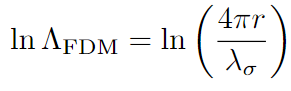 ln Λ_FDM = ln (4πr / λ_σ)